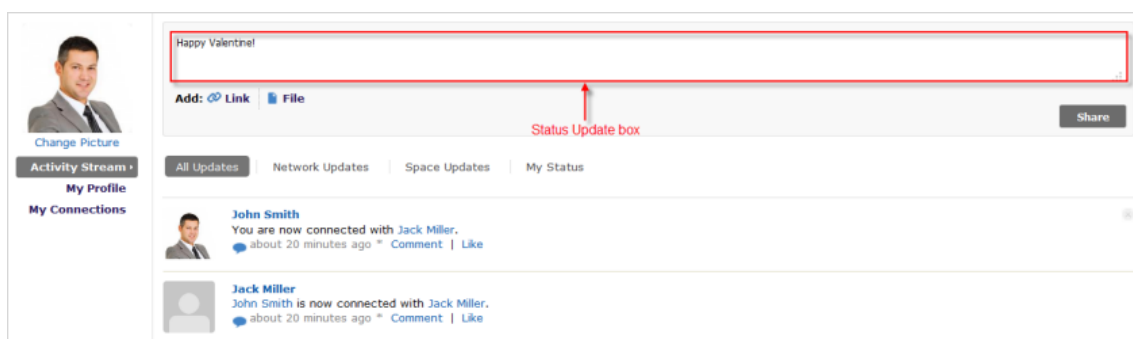 Happy Valentine!
Add: Link | File
Status Update box
Share
Change Picture
Activity Stream
My Profile
My Connections
All Updates | Network Updates | Space Updates | My Status
John Smith
You are now connected with Jack Miller.
about 20 minutes ago * Comment | Like
Jack Miller
John Smith is now connected with Jack Miller.
about 20 minutes ago * Comment | Like